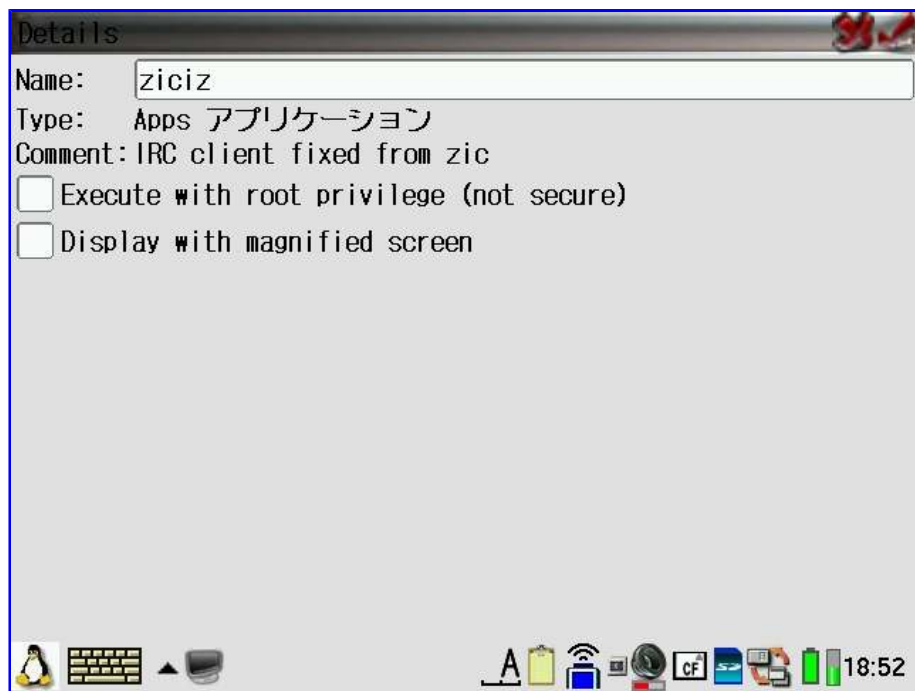 Details
Name: ziciz
Type: Apps アプリケーション
Comment: IRC client fixed from zic
Execute with root privilege (not secure)
Display with magnified screen
A CF SD 18:52